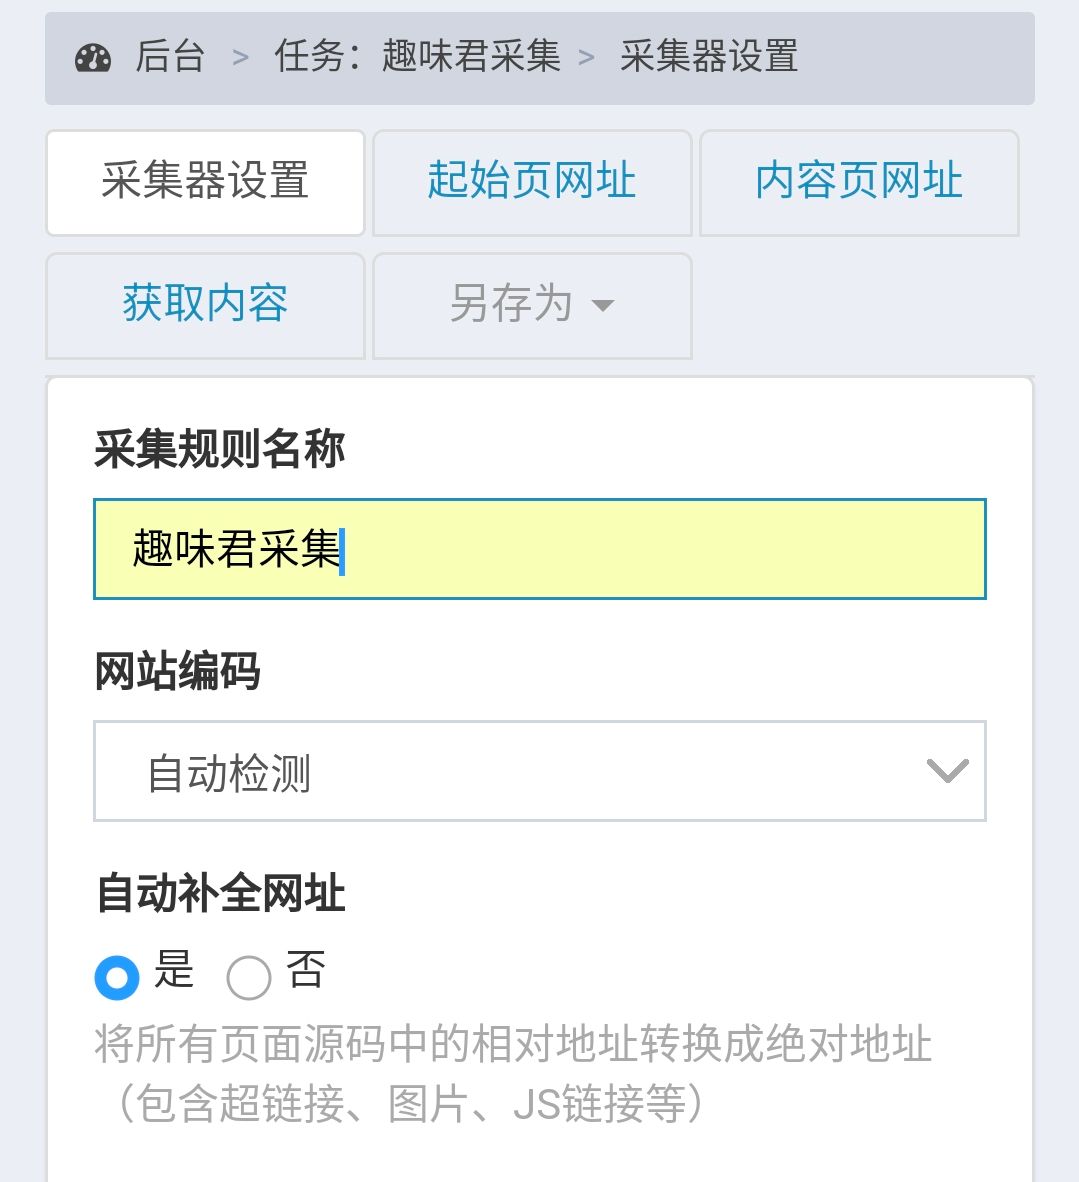 后台 > 任务：趣味君采集 > 采集器设置
采集器设置 起始页网址 内容页网址
获取内容 另存为
采集规则名称
趣味君采集
网站编码
自动检测
自动补全网址
是 否
将所有页面源码中的相对地址转换成绝对地址
（包含超链接、图片、JS链接等）